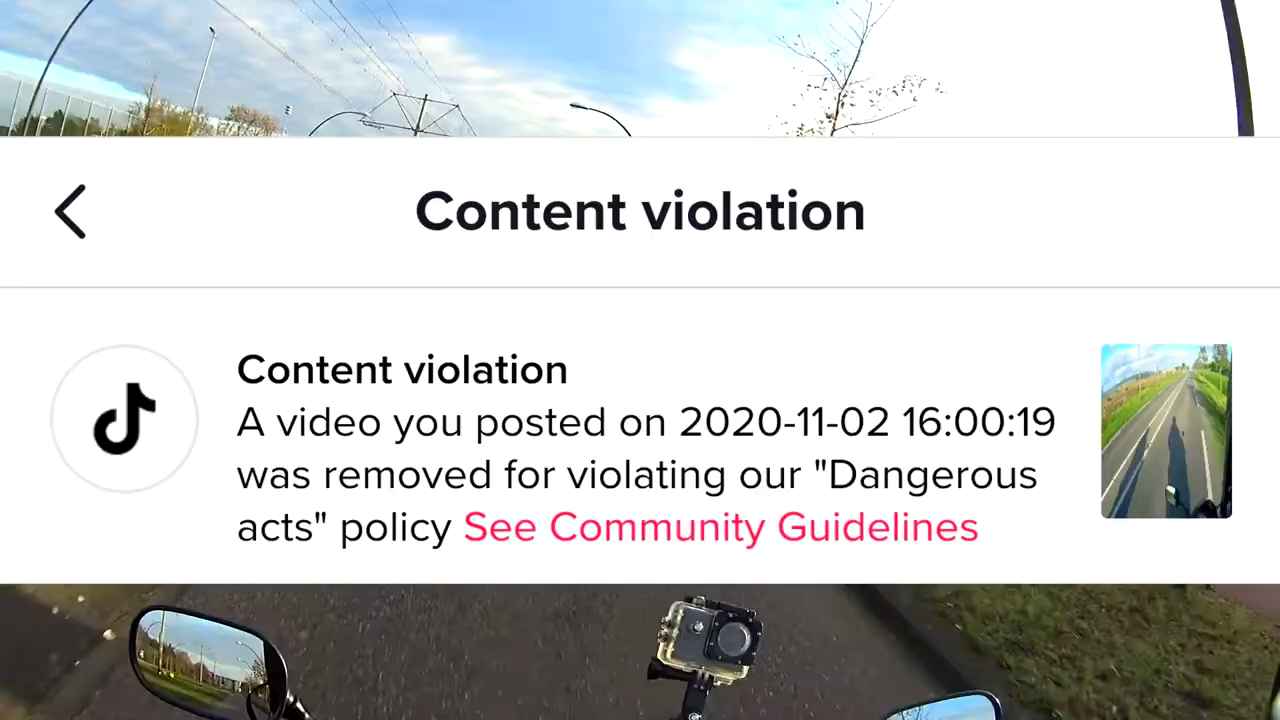 Content violation
Content violation
A video you posted on 2020-11-02 16:00:19
was removed for violating our "Dangerous
acts" policy See Community Guidelines